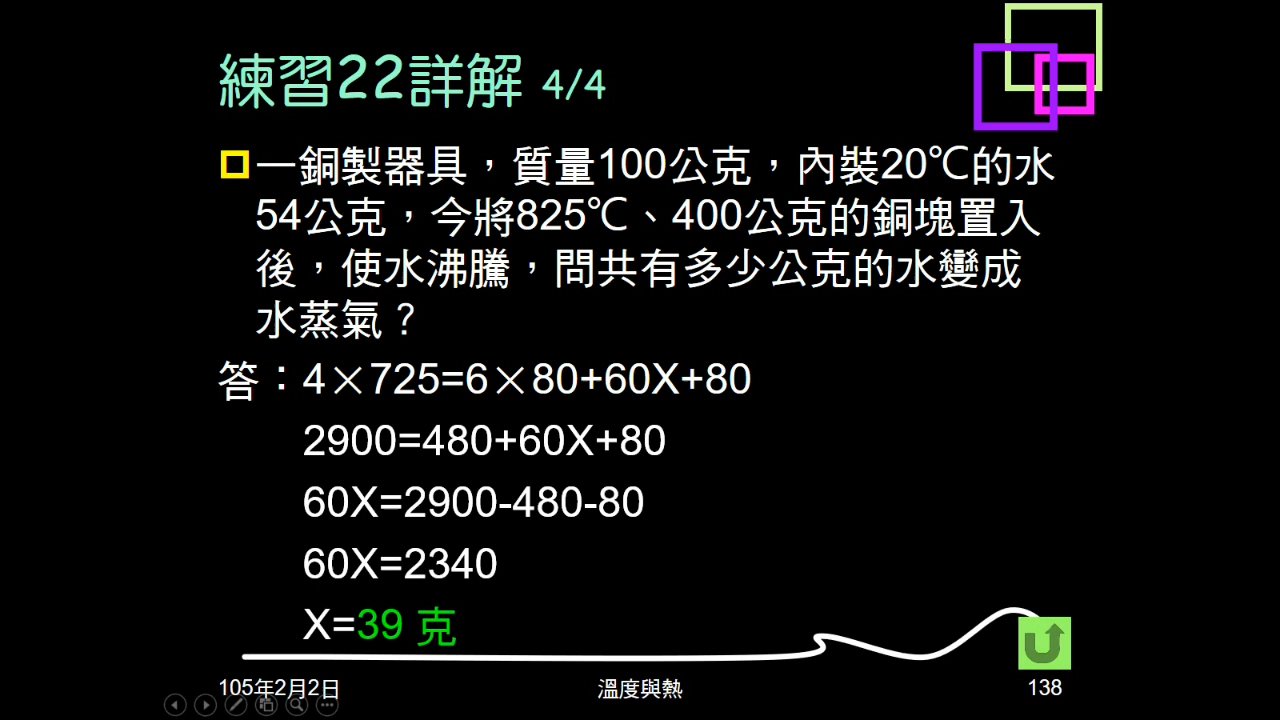 練習22詳解 4/4
一銅製器具，質量100公克，內裝20℃的水
54公克，今將825℃、400公克的銅塊置入
後，使水沸騰，問共有多少公克的水變成
水蒸氣？
答：4×725=6×80+60X+80
2900=480+60X+80
60X=2900-480-80
60X=2340
X=39 克
105年2月2日
溫度與熱
138